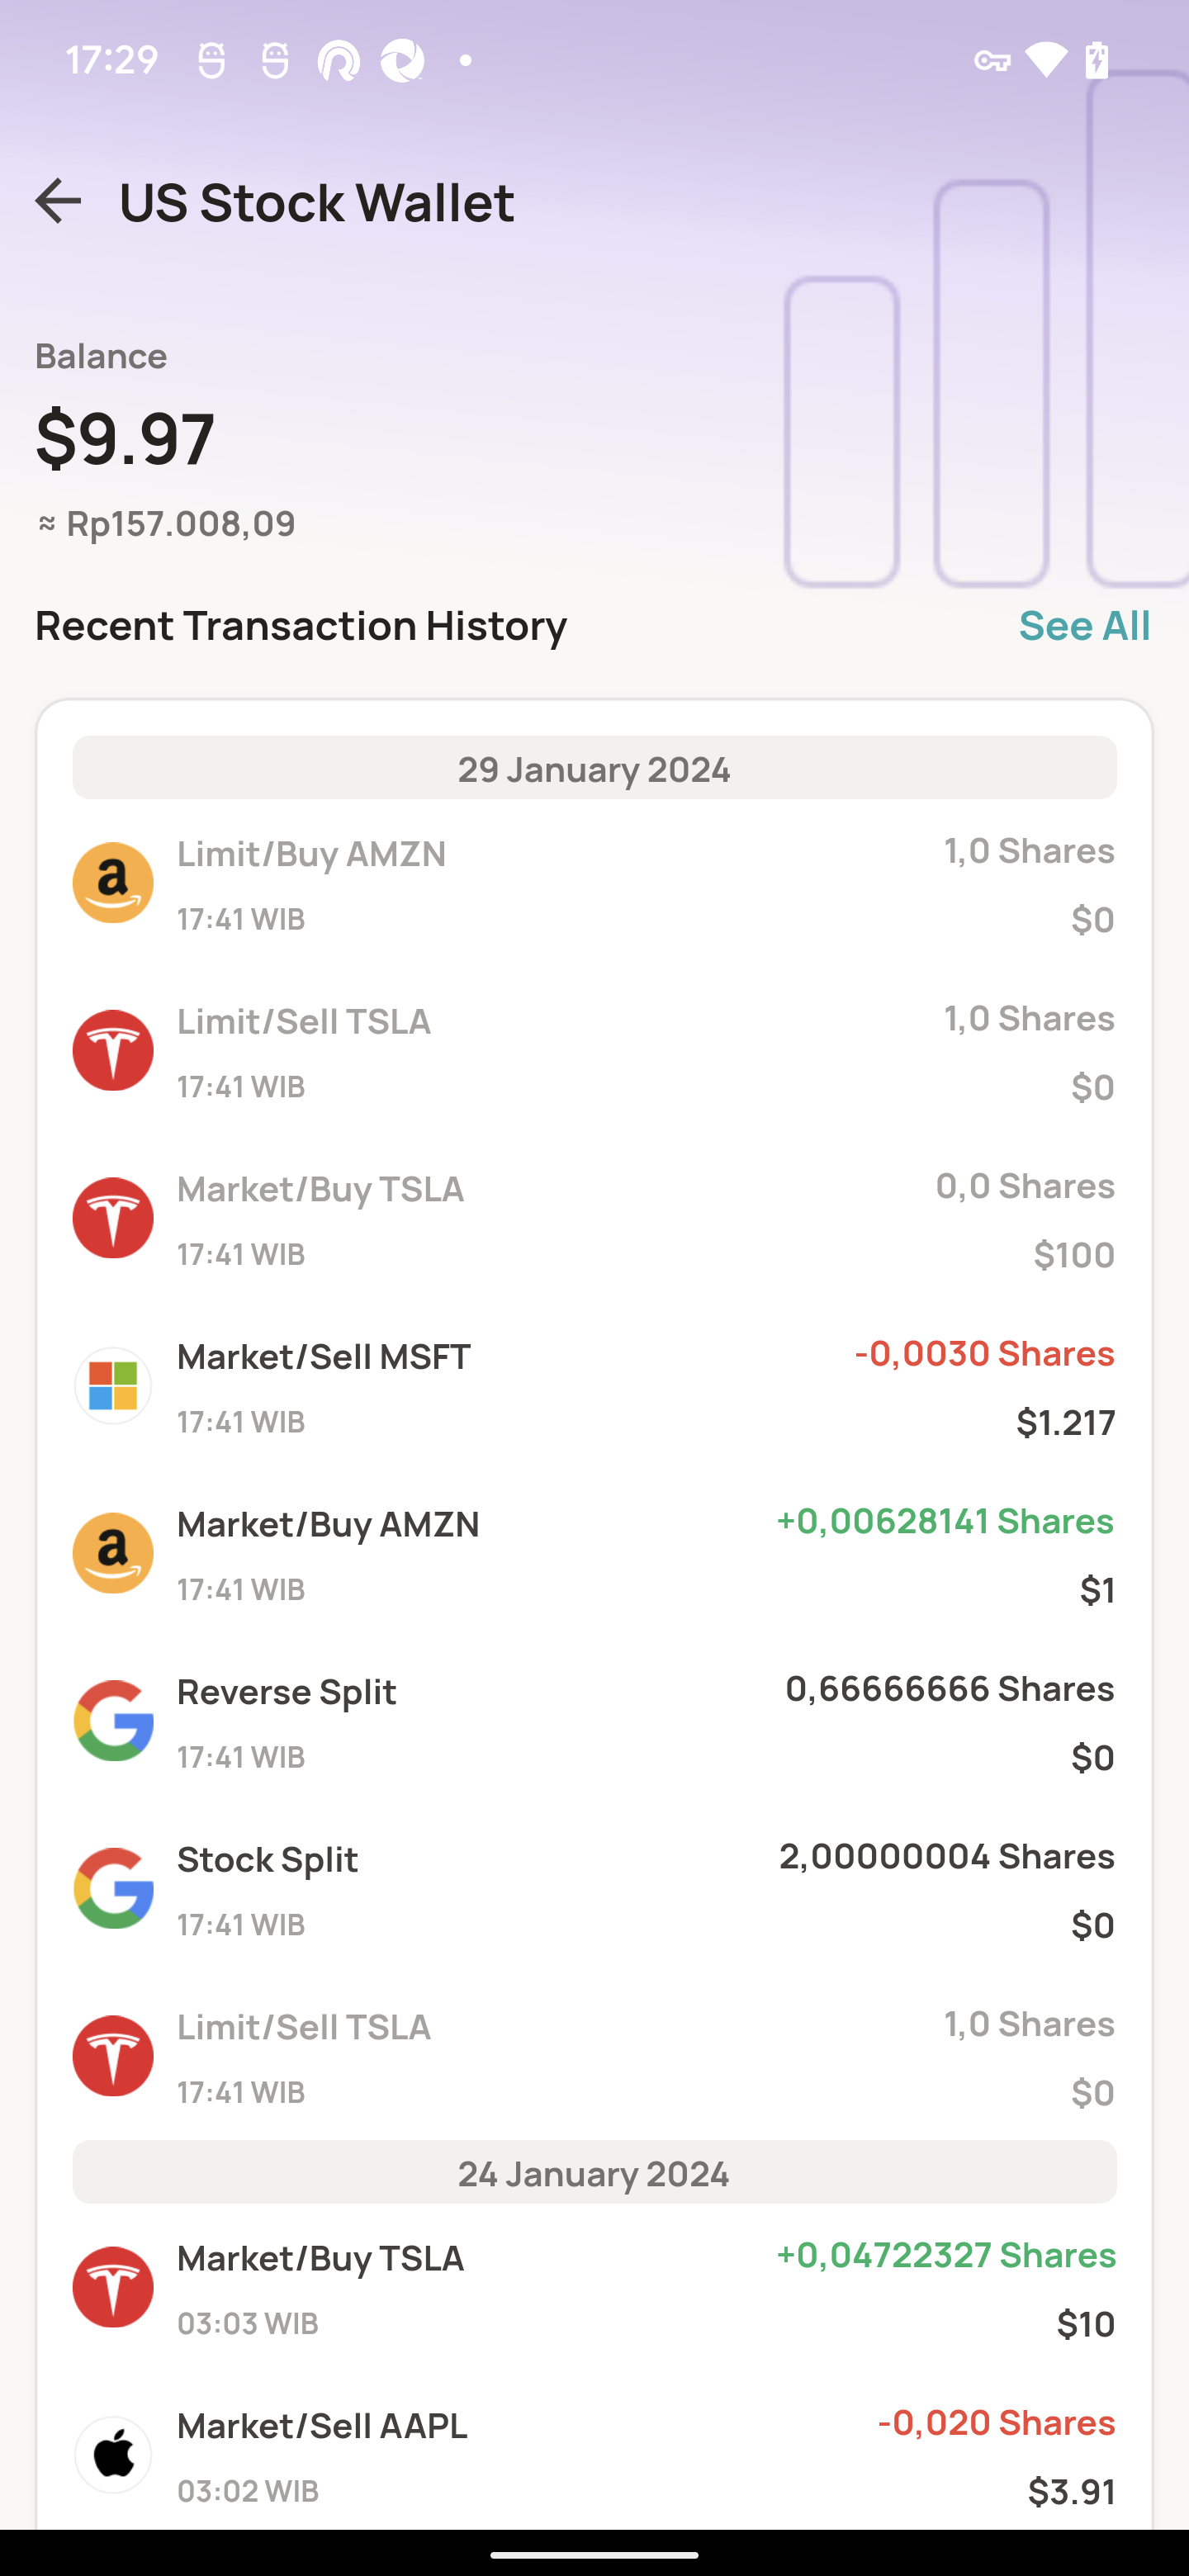 17:29
US Stock Wallet
Balance
$9.97
≈ Rp157.008,09
Recent Transaction History See All
29 January 2024
Limit/Buy AMZN 1,0 Shares
17:41 WIB $0
Limit/Sell TSLA 1,0 Shares
17:41 WIB $0
Market/Buy TSLA 0,0 Shares
17:41 WIB $100
Market/Sell MSFT -0,0030 Shares
17:41 WIB $1.217
Market/Buy AMZN +0,00628141 Shares
17:41 WIB $1
Reverse Split 0,66666666 Shares
17:41 WIB $0
Stock Split 2,00000004 Shares
17:41 WIB $0
Limit/Sell TSLA 1,0 Shares
17:41 WIB $0
24 January 2024
Market/Buy TSLA +0,04722327 Shares
03:03 WIB $10
Market/Sell AAPL -0,020 Shares
03:02 WIB $3.91